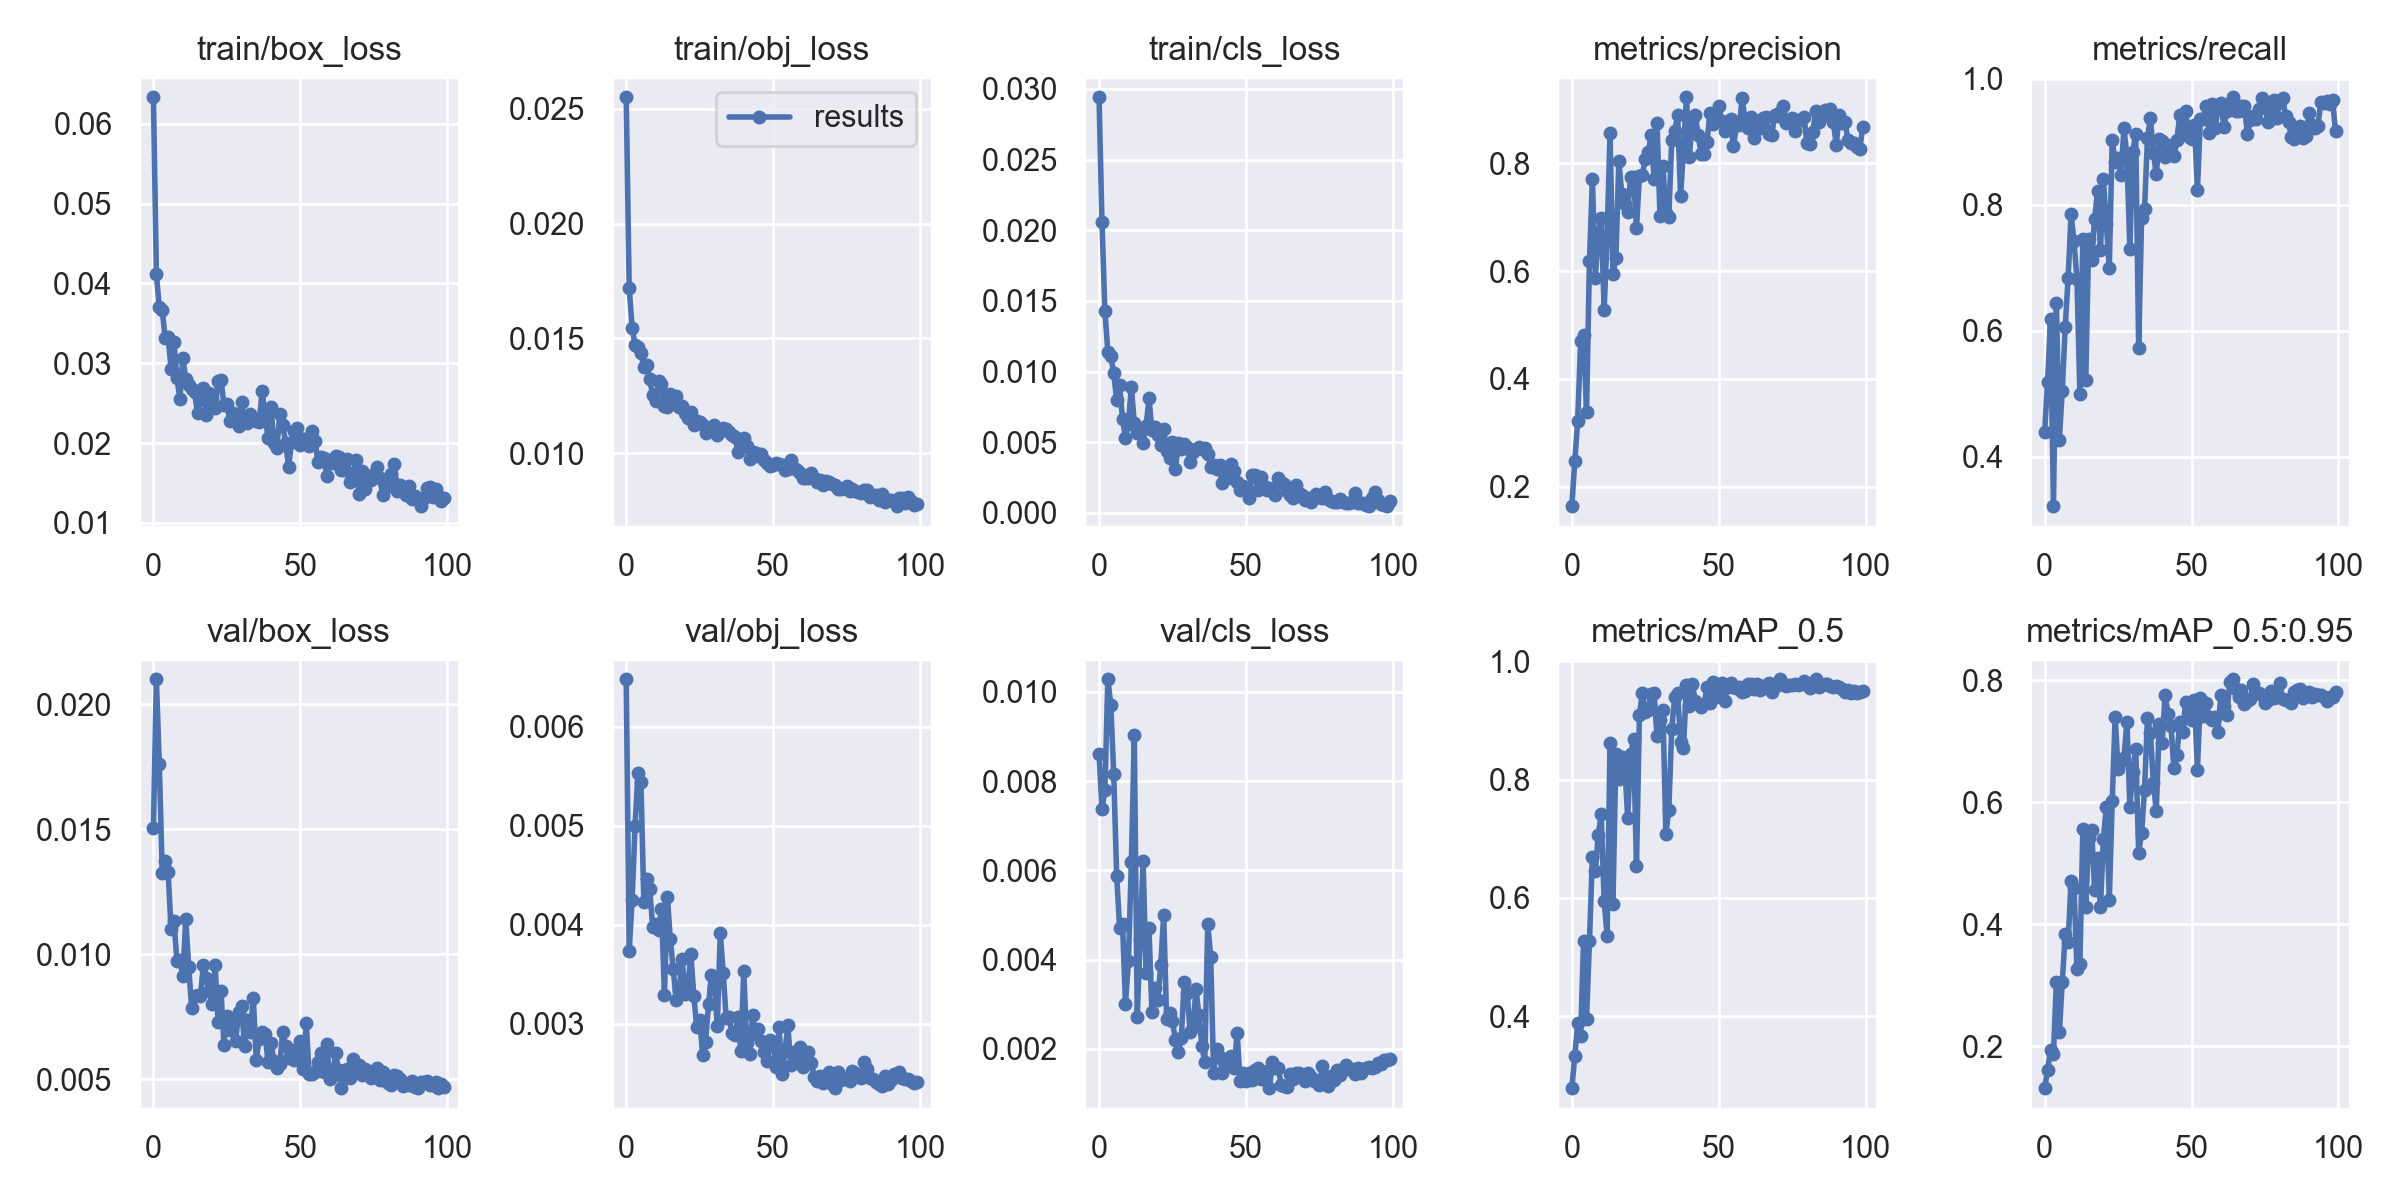 train/box_loss
0.06
0.05
0.04
0.03
0.02
0.01
0 50 100
train/obj_loss
results
0.025
0.020
0.015
0.010
0 50 100
train/cls_loss
0.030
0.025
0.020
0.015
0.010
0.005
0.000
0 50 100
metrics/precision
0.8
0.6
0.4
0.2
0 50 100
metrics/recall
1.0
0.8
0.6
0.4
0 50 100
val/box_loss
0.020
0.015
0.010
0.005
0 50 100
val/obj_loss
0.006
0.005
0.004
0.003
0 50 100
val/cls_loss
0.010
0.008
0.006
0.004
0.002
0 50 100
metrics/mAP_0.5
1.0
0.8
0.6
0.4
0 50 100
metrics/mAP_0.5:0.95
0.8
0.6
0.4
0.2
0 50 100